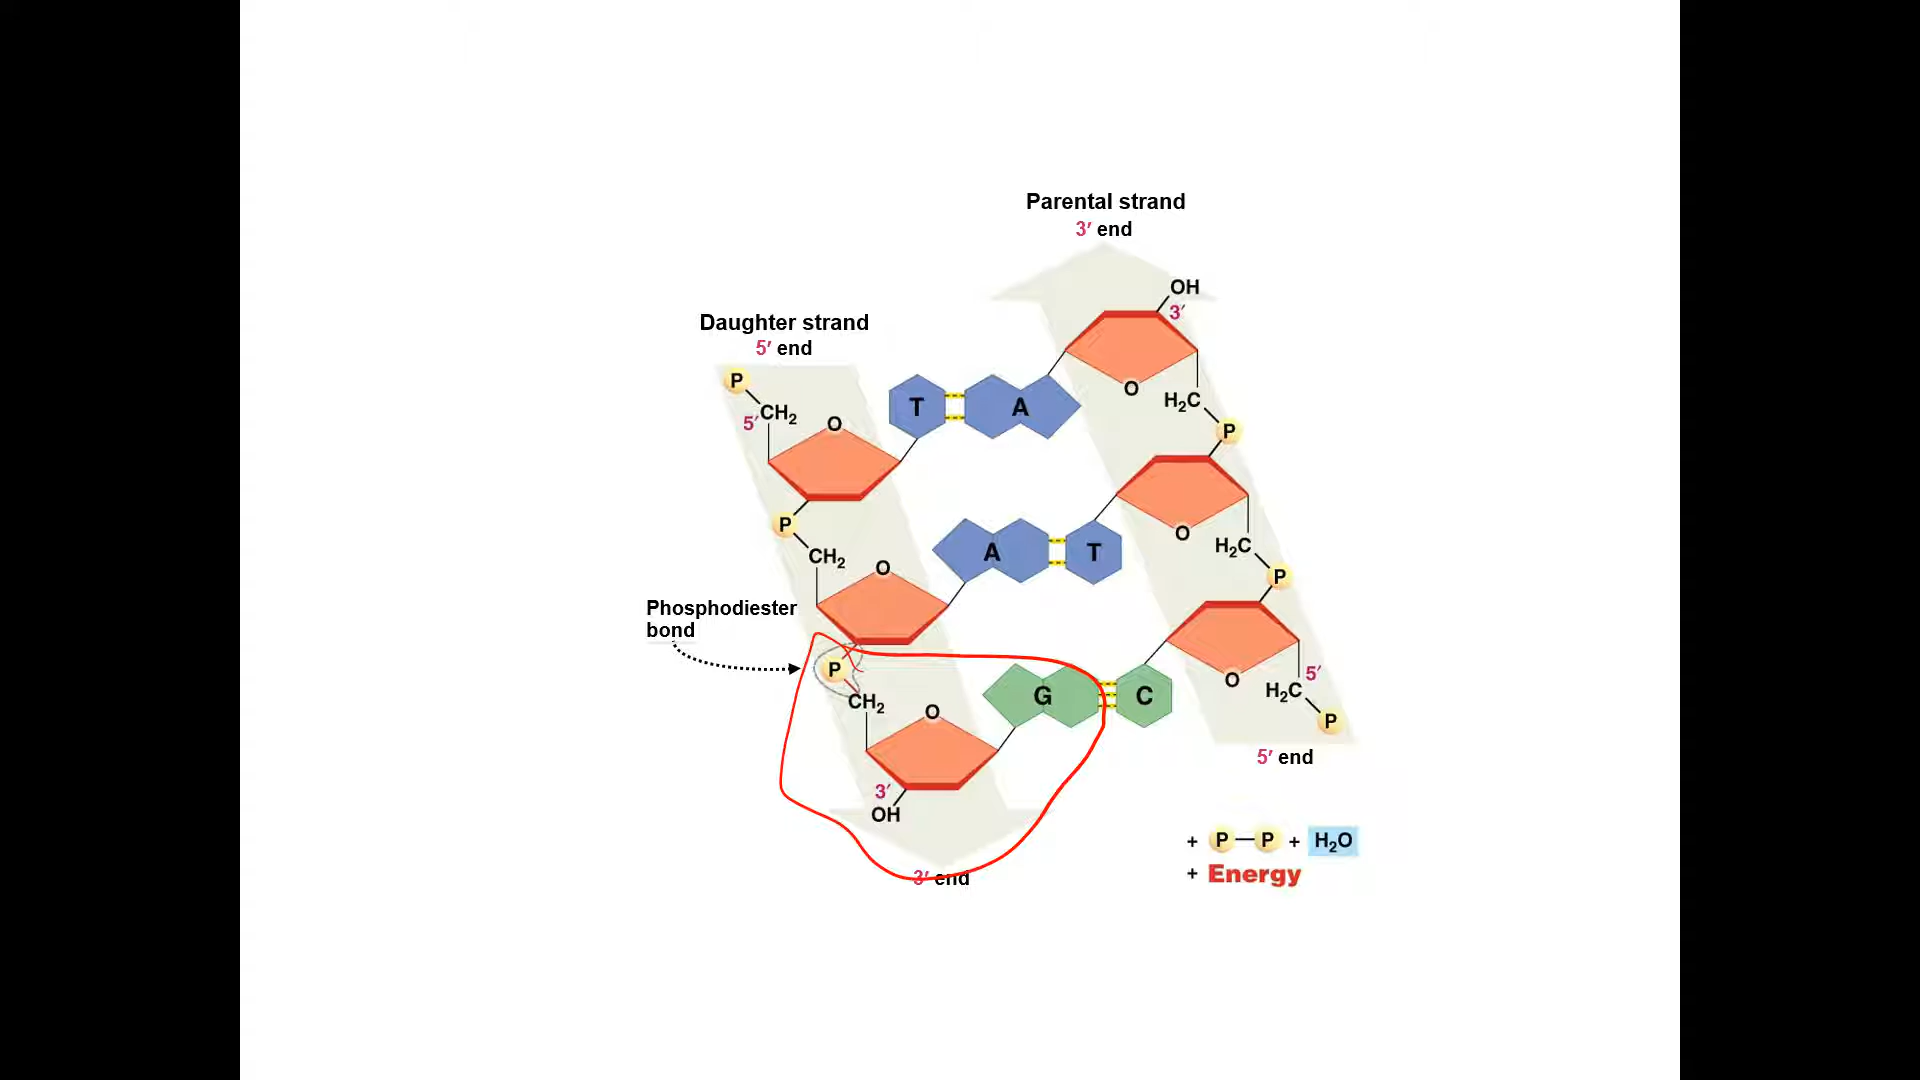 Parental strand
3′ end
OH
3′
Daughter strand
5′ end
P
CH₂
5′
O
T
A
O
H₂C
P
P
CH₂
O
A
T
O
H₂C
P
Phosphodiester
bond
P
CH₂
O
G
C
O
5′
H₂C
P
5′ end
3′
OH
3′ end
+ P—P + H₂O
+ Energy